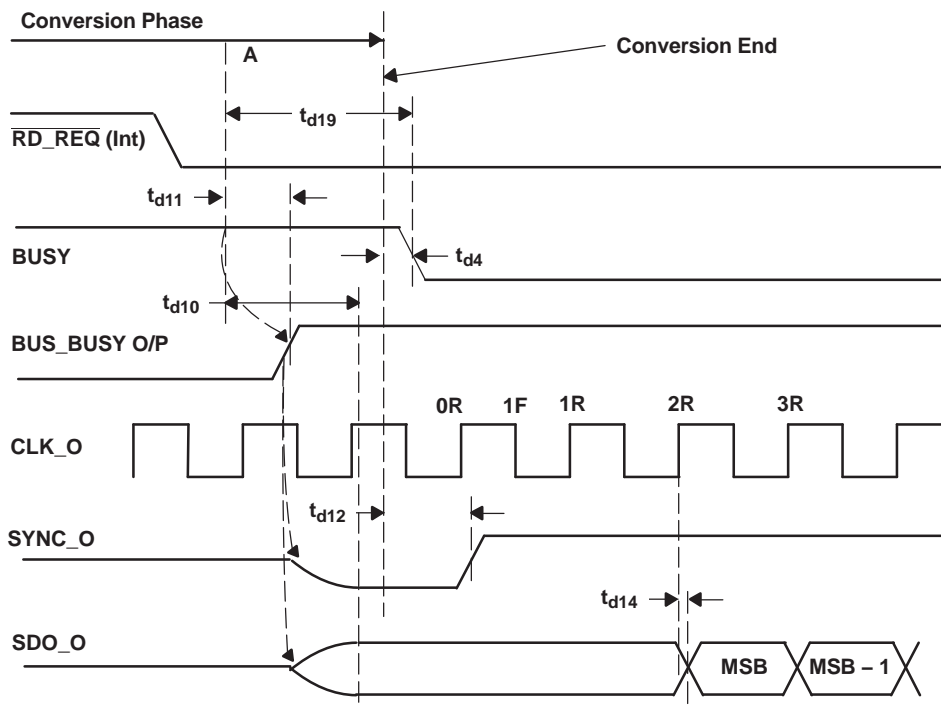 Conversion Phase
A
Conversion End
td19
RD_REQ (Int)
td11
BUSY
td4
td10
BUS_BUSY O/P
0R 1F 1R 2R 3R
CLK_O
td12
SYNC_O
td14
SDO_O
MSB MSB – 1